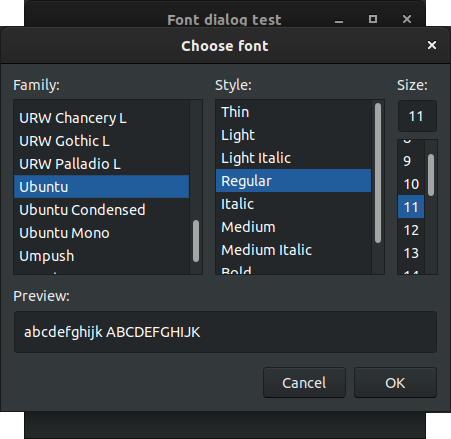 Font dialog test
Choose font
Family: Style: Size:
11
URW Chancery L
URW Gothic L
URW Palladio L
Ubuntu
Ubuntu Condensed
Ubuntu Mono
Umpush
Thin
Light
Light Italic
Regular
Italic
Medium
Medium Italic
Bold
9
10
11
12
13
Preview:
abcdefghijk ABCDEFGHIJK
Cancel OK